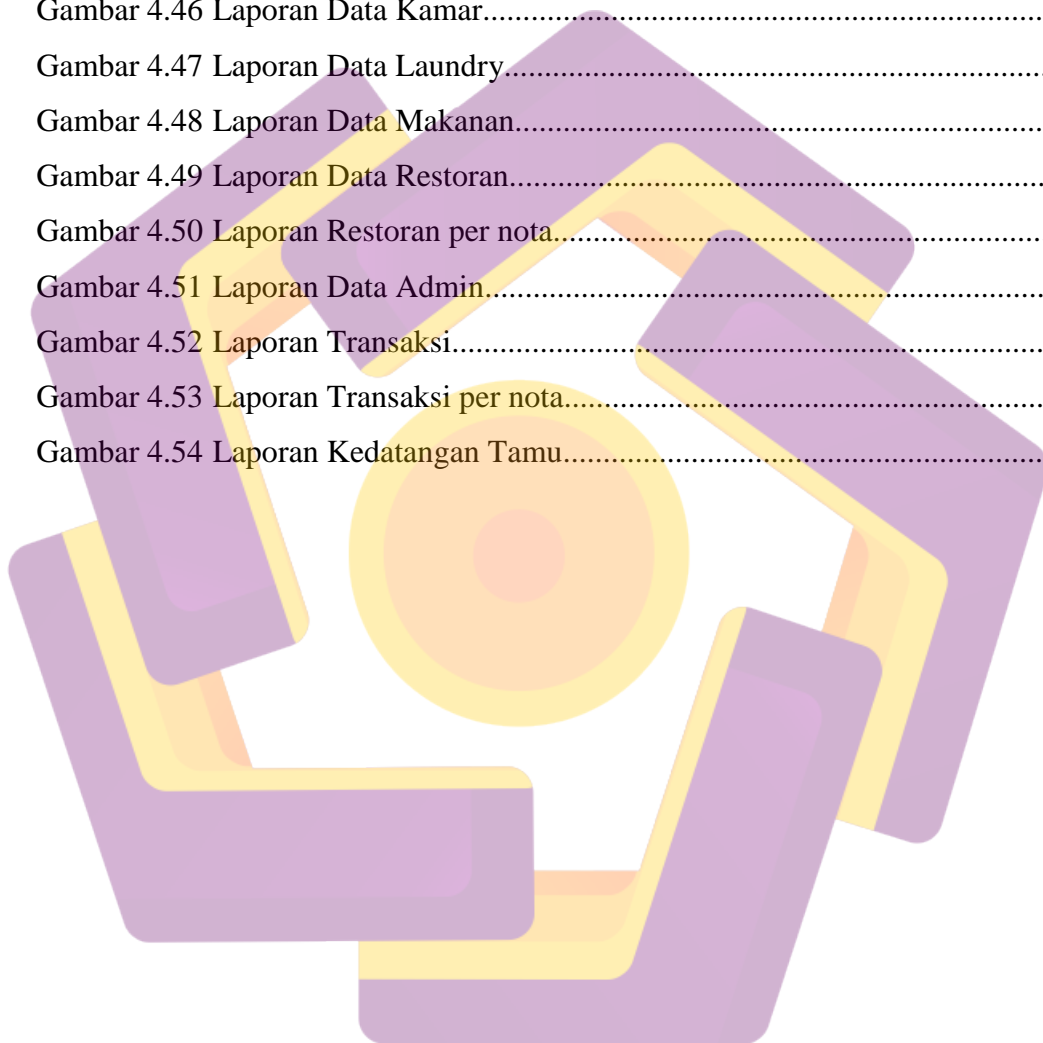 Gambar 4.46 Laporan Data Kamar................................................................................
Gambar 4.47 Laporan Data Laundry..............................................................................
Gambar 4.48 Laporan Data Makanan............................................................................
Gambar 4.49 Laporan Data Restoran.............................................................................
Gambar 4.50 Laporan Restoran per nota.......................................................................
Gambar 4.51 Laporan Data Admin................................................................................
Gambar 4.52 Laporan Transaksi....................................................................................
Gambar 4.53 Laporan Transaksi per nota......................................................................
Gambar 4.54 Laporan Kedatangan Tamu......................................................................